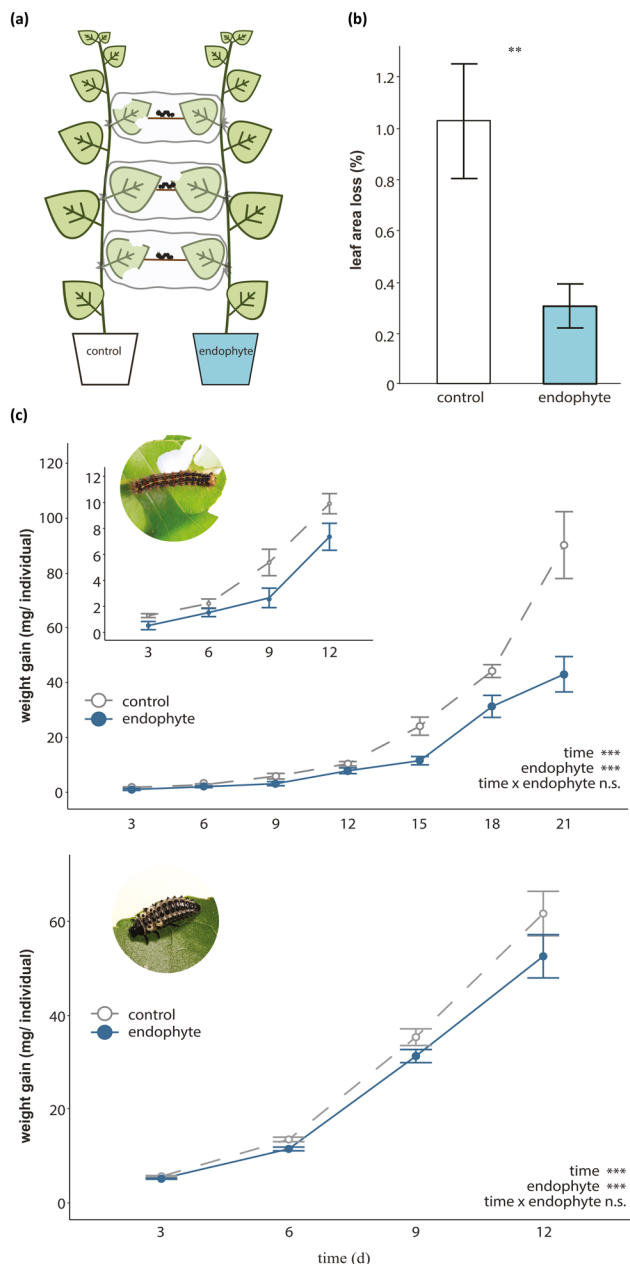 (a)
control
endophyte
(b)
**
leaf area loss (%)
1.2
1.0
0.8
0.6
0.4
0.2
0
control
endophyte
(c)
weight gain (mg/ individual)
120
100
80
60
40
20
0
12
10
8
6
4
2
0
3 6 9 12
control
endophyte
time ***
endophyte ***
time x endophyte n.s.
3 6 9 12 15 18 21
weight gain (mg/ individual)
60
40
20
0
control
endophyte
time ***
endophyte ***
time x endophyte n.s.
3 6 9 12
time (d)